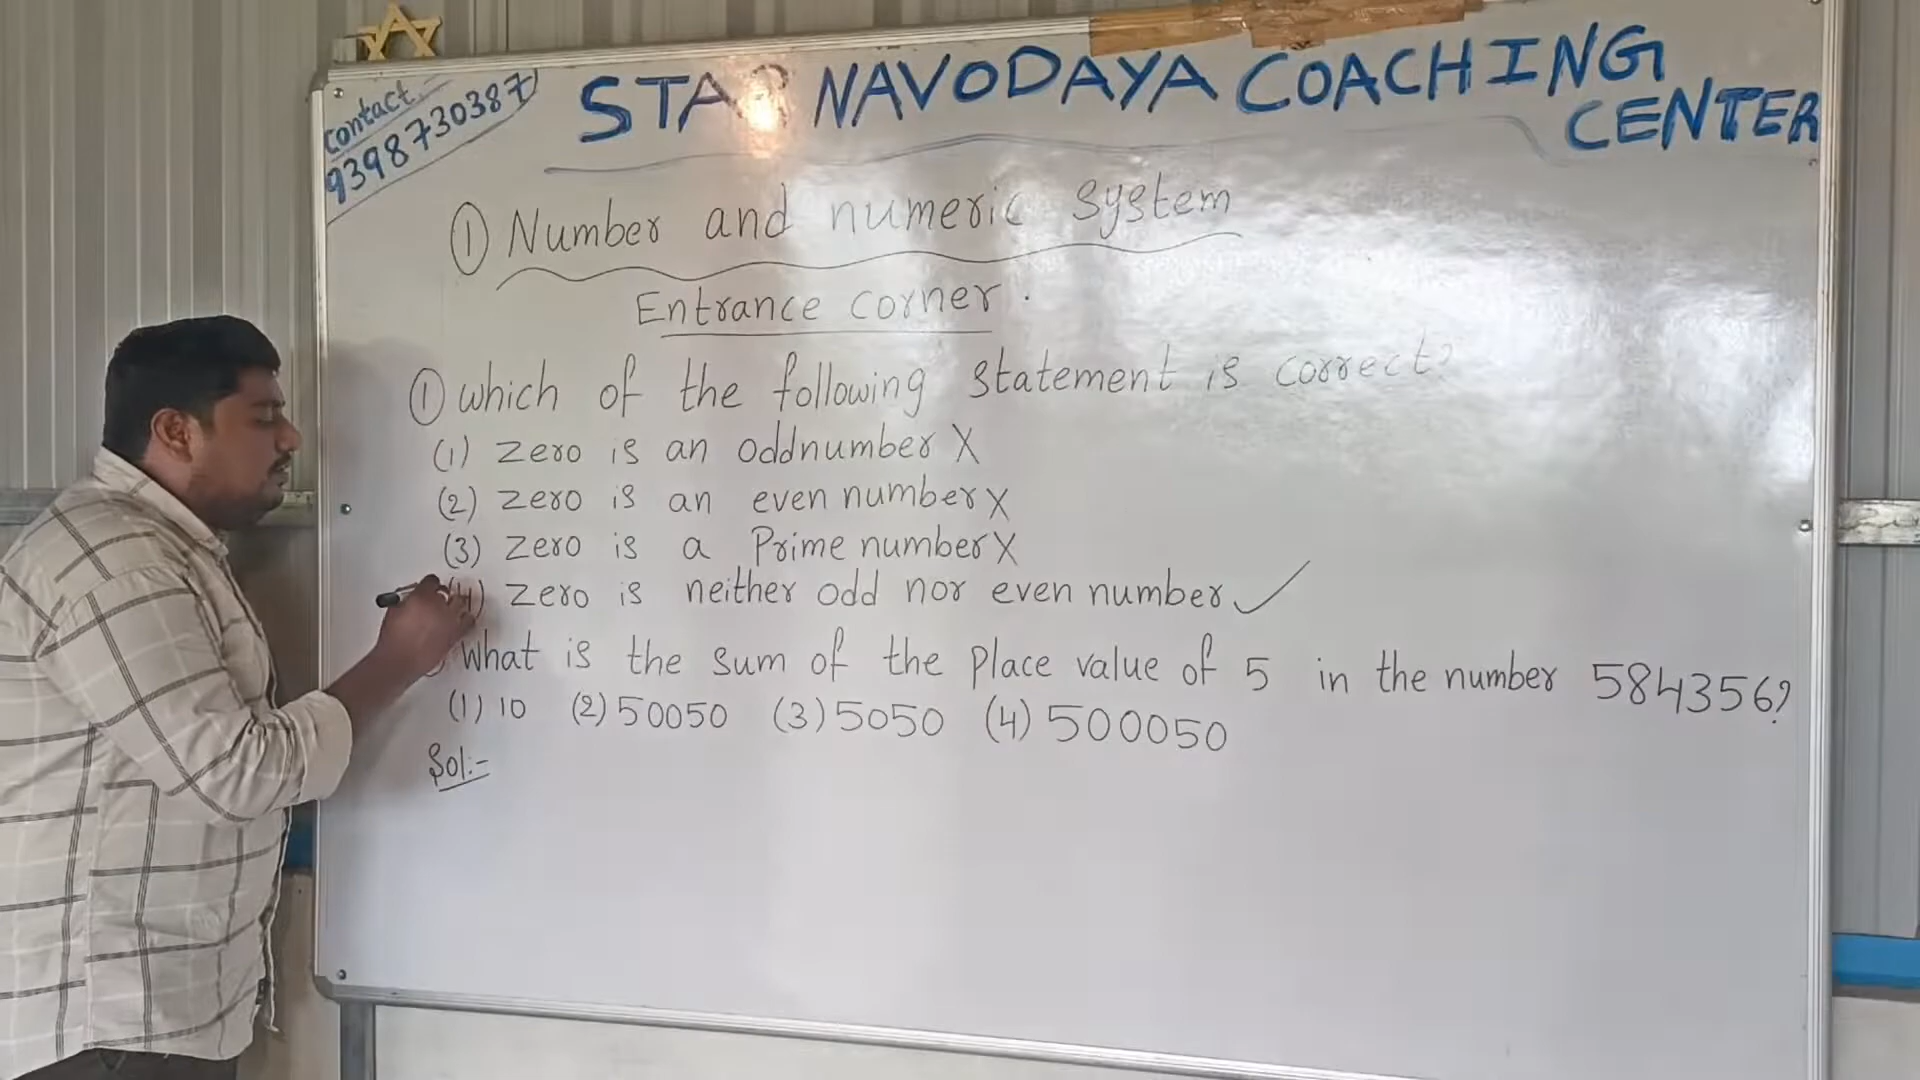 Contact
9398730387
STAR NAVODAYA COACHING
CENTER
① Number and numeric system
Entrance corner.
① which of the following statement is correct?
(1) zero is an oddnumber X
(2) zero is an even number X
(3) zero is a Prime number X
(4) zero is neither odd nor even number ✓
What is the sum of the place value of 5 in the number 584356?
(1) 10 (2) 50050 (3) 5050 (4) 500050
Sol:-